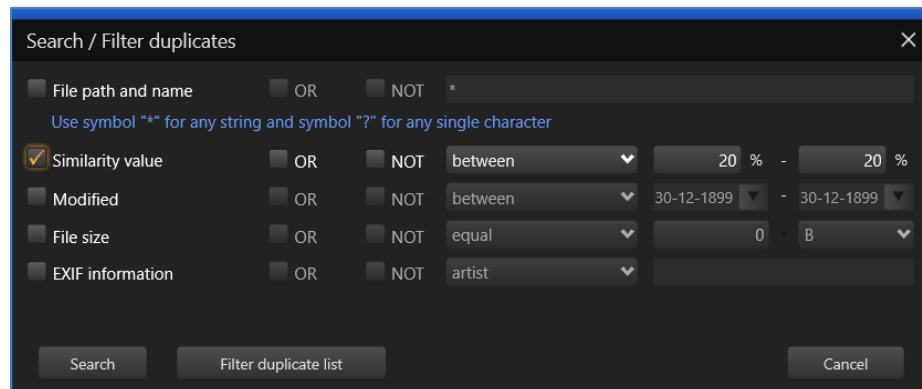 Search / Filter duplicates
File path and name OR NOT *
Use symbol "*" for any string and symbol "?" for any single character
Similarity value OR NOT between 20 % - 20 %
Modified OR NOT between 30-12-1899 - 30-12-1899
File size OR NOT equal 0 - B
EXIF information OR NOT artist
Search Filter duplicate list Cancel